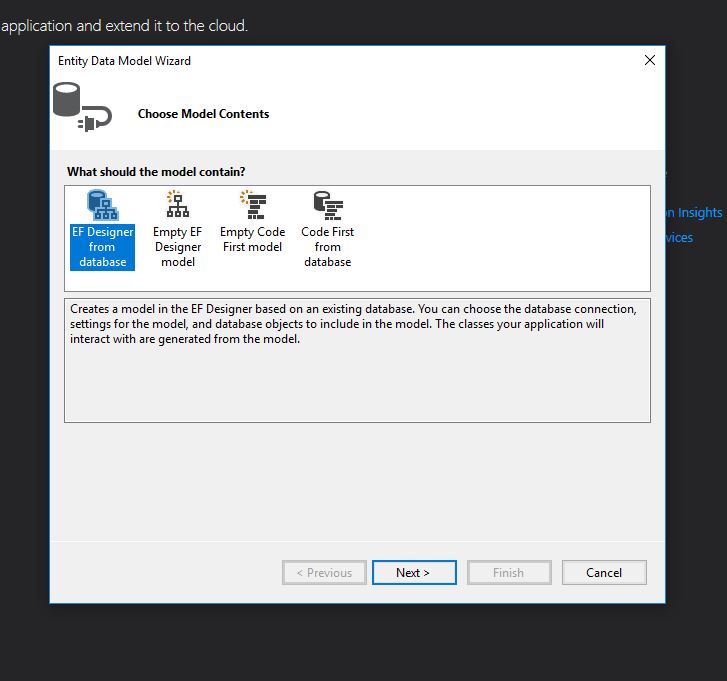 application and extend it to the cloud.
Entity Data Model Wizard
Choose Model Contents
What should the model contain?
EF Designer
from
database
Empty EF
Designer
model
Empty Code
First model
Code First
from
database
Creates a model in the EF Designer based on an existing database. You can choose the database connection,
settings for the model, and database objects to include in the model. The classes your application will
interact with are generated from the model.
Insights
< Previous
Next >
Finish
Cancel